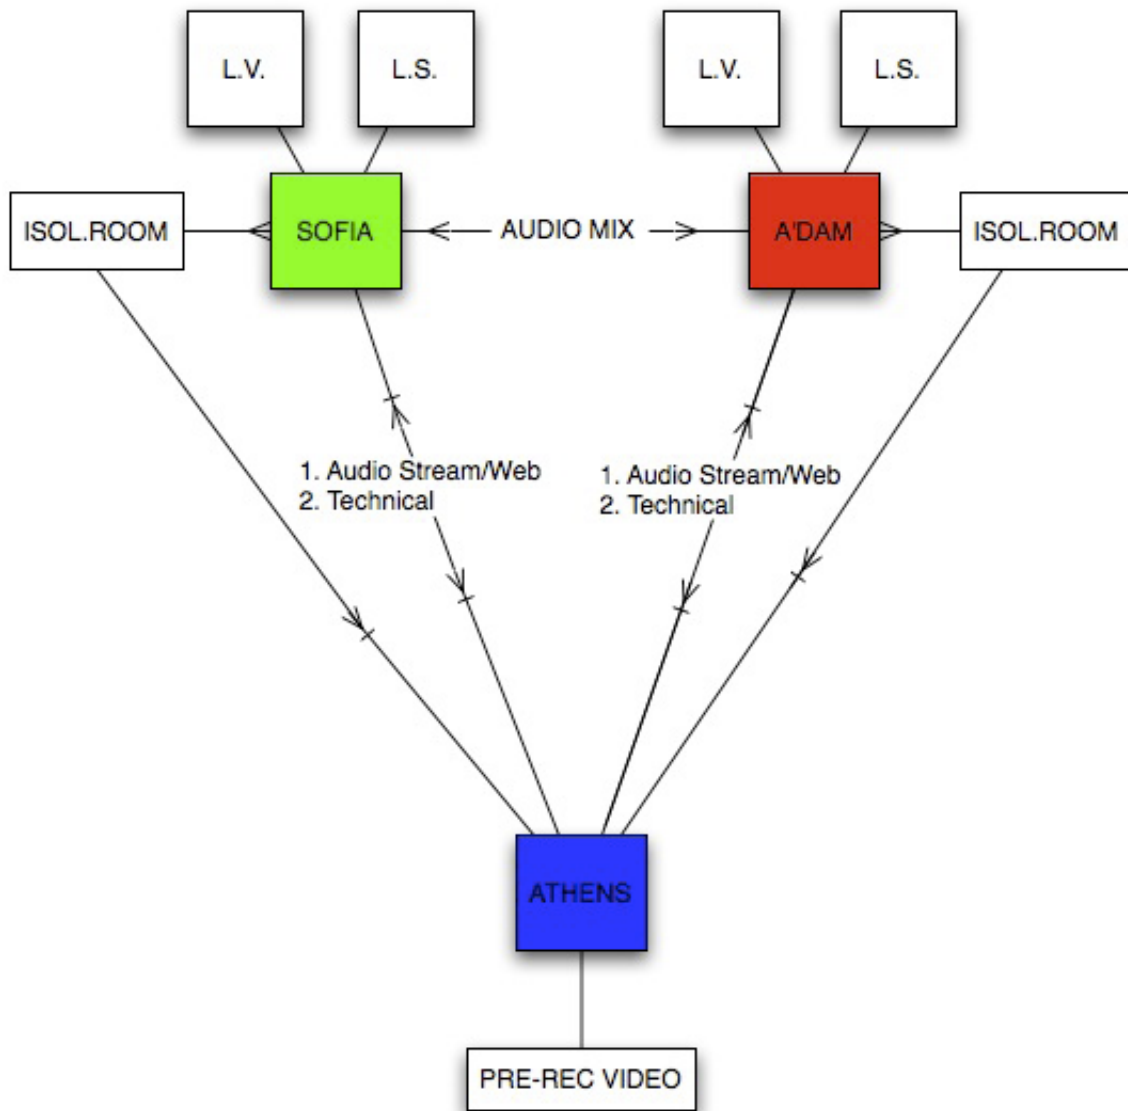 L.V.
L.S.
L.V.
L.S.
ISOL.ROOM
SOFIA
AUDIO MIX
A'DAM
ISOL.ROOM
1. Audio Stream/Web
2. Technical
1. Audio Stream/Web
2. Technical
ATHENS
PRE-REC VIDEO